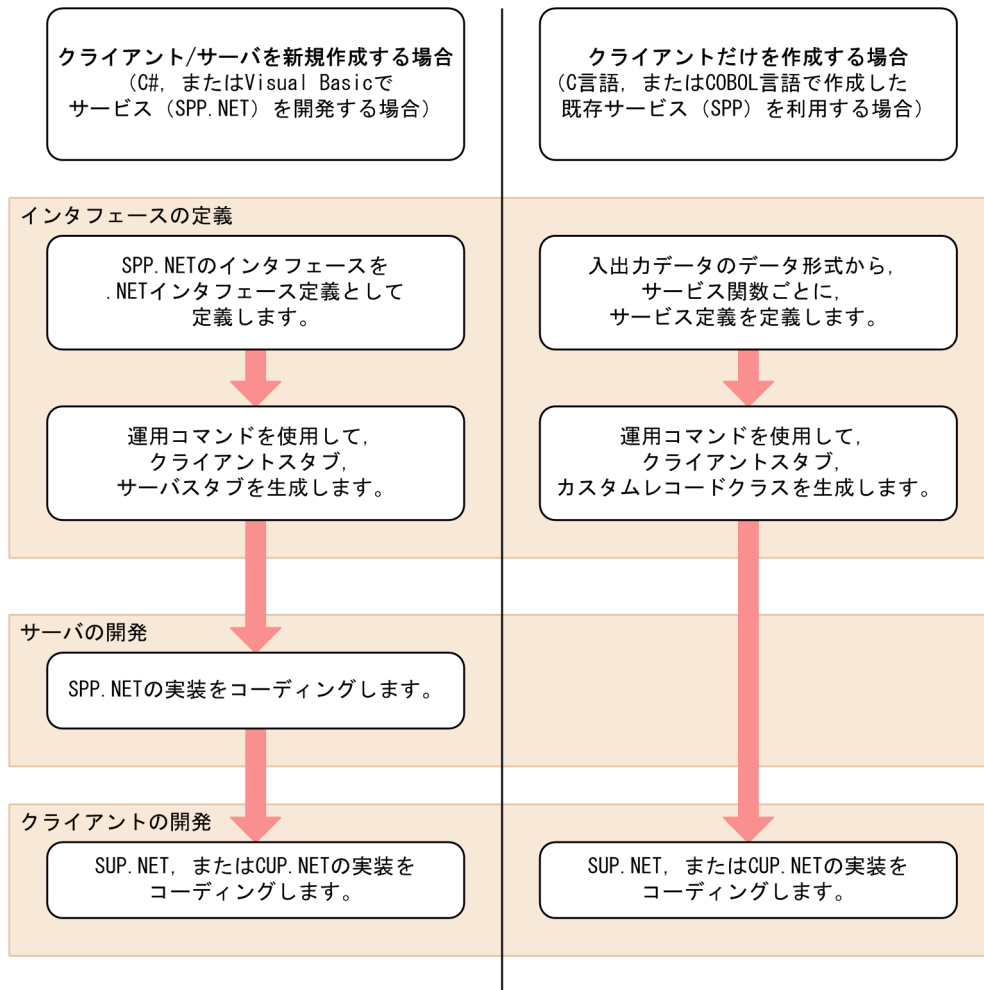 クライアント/サーバを新規作成する場合
（C#，またはVisual Basicで
サービス（SPP.NET）を開発する場合）
クライアントだけを作成する場合
（C言語，またはCOBOL言語で作成した
既存サービス（SPP）を利用する場合）
インタフェースの定義
SPP.NETのインタフェースを
.NETインタフェース定義として
定義します。
入出力データのデータ形式から，
サービス関数ごとに，
サービス定義を定義します。
運用コマンドを使用して，
クライアントスタブ，
サーバスタブを生成します。
運用コマンドを使用して，
クライアントスタブ，
カスタムレコードクラスを生成します。
サーバの開発
SPP.NETの実装をコーディングします。
クライアントの開発
SUP.NET，またはCUP.NETの実装を
コーディングします。
SUP.NET，またはCUP.NETの実装を
コーディングします。